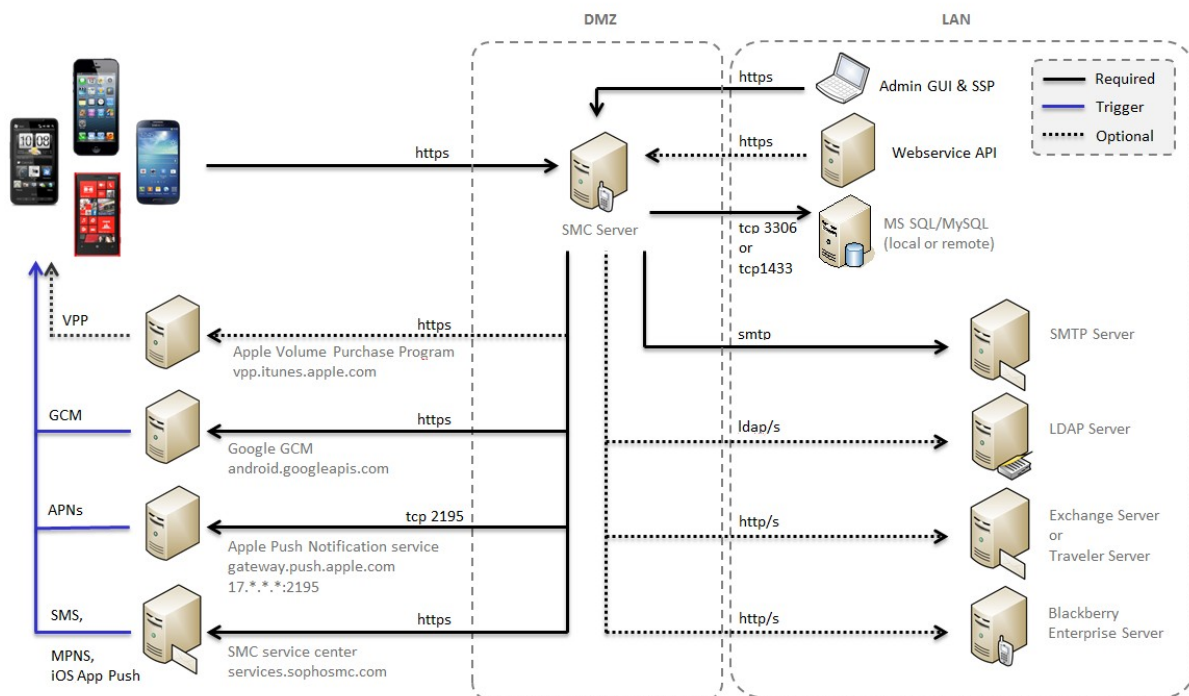 DMZ
LAN
https
Admin GUI & SSP
Required
Trigger
Optional
https
https
Webservice API
SMC Server
tcp 3306
or
tcp1433
MS SQL/MySQL
(local or remote)
VPP
https
Apple Volume Purchase Program
vpp.itunes.apple.com
smtp
SMTP Server
GCM
https
Google GCM
android.googleapis.com
ldap/s
LDAP Server
APNs
tcp 2195
Apple Push Notification service
gateway.push.apple.com
17.*.*.*:2195
http/s
Exchange Server
or
Traveler Server
SMS,
MPNS,
iOS App Push
https
SMC service center
services.sophosmc.com
http/s
Blackberry
Enterprise Server